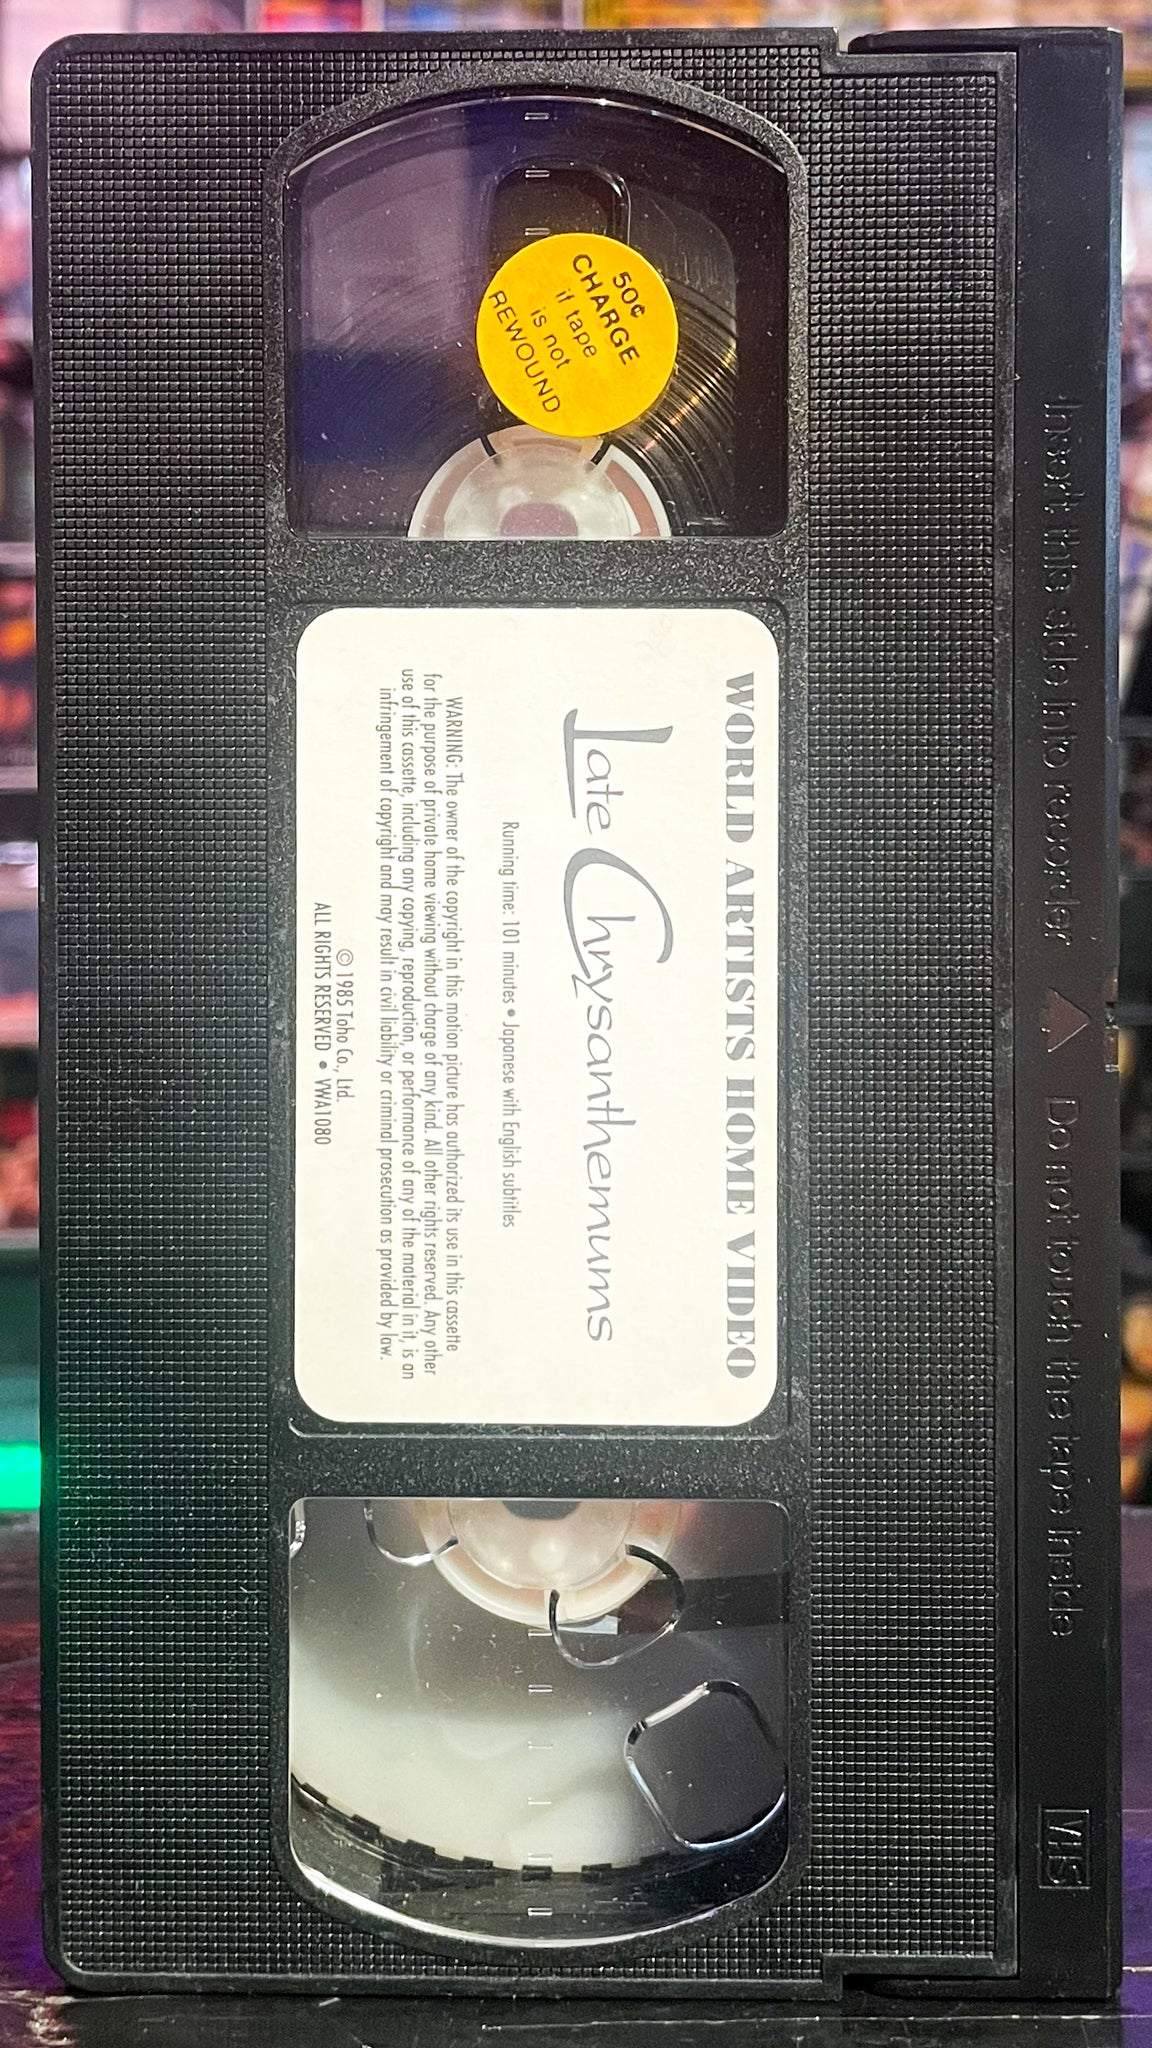 Insert this side into recorder △ Do not touch the tape inside
VHS
50¢
CHARGE
if tape
is not
REWOUND
WORLD ARTISTS HOME VIDEO
Late Chrysanthemums
Running time: 101 minutes • Japanese with English subtitles
WARNING: The owner of the copyright in this motion picture has authorized its use in this cassette
for the purpose of private home viewing without charge of any kind. All other rights reserved. Any other
use of this cassette, including any copying, reproduction, or performance of any of the material in it, is an
infringement of copyright and may result in civil liability or criminal prosecution as provided by law.
© 1985 Toho Co., Ltd.
ALL RIGHTS RESERVED • VWA1080